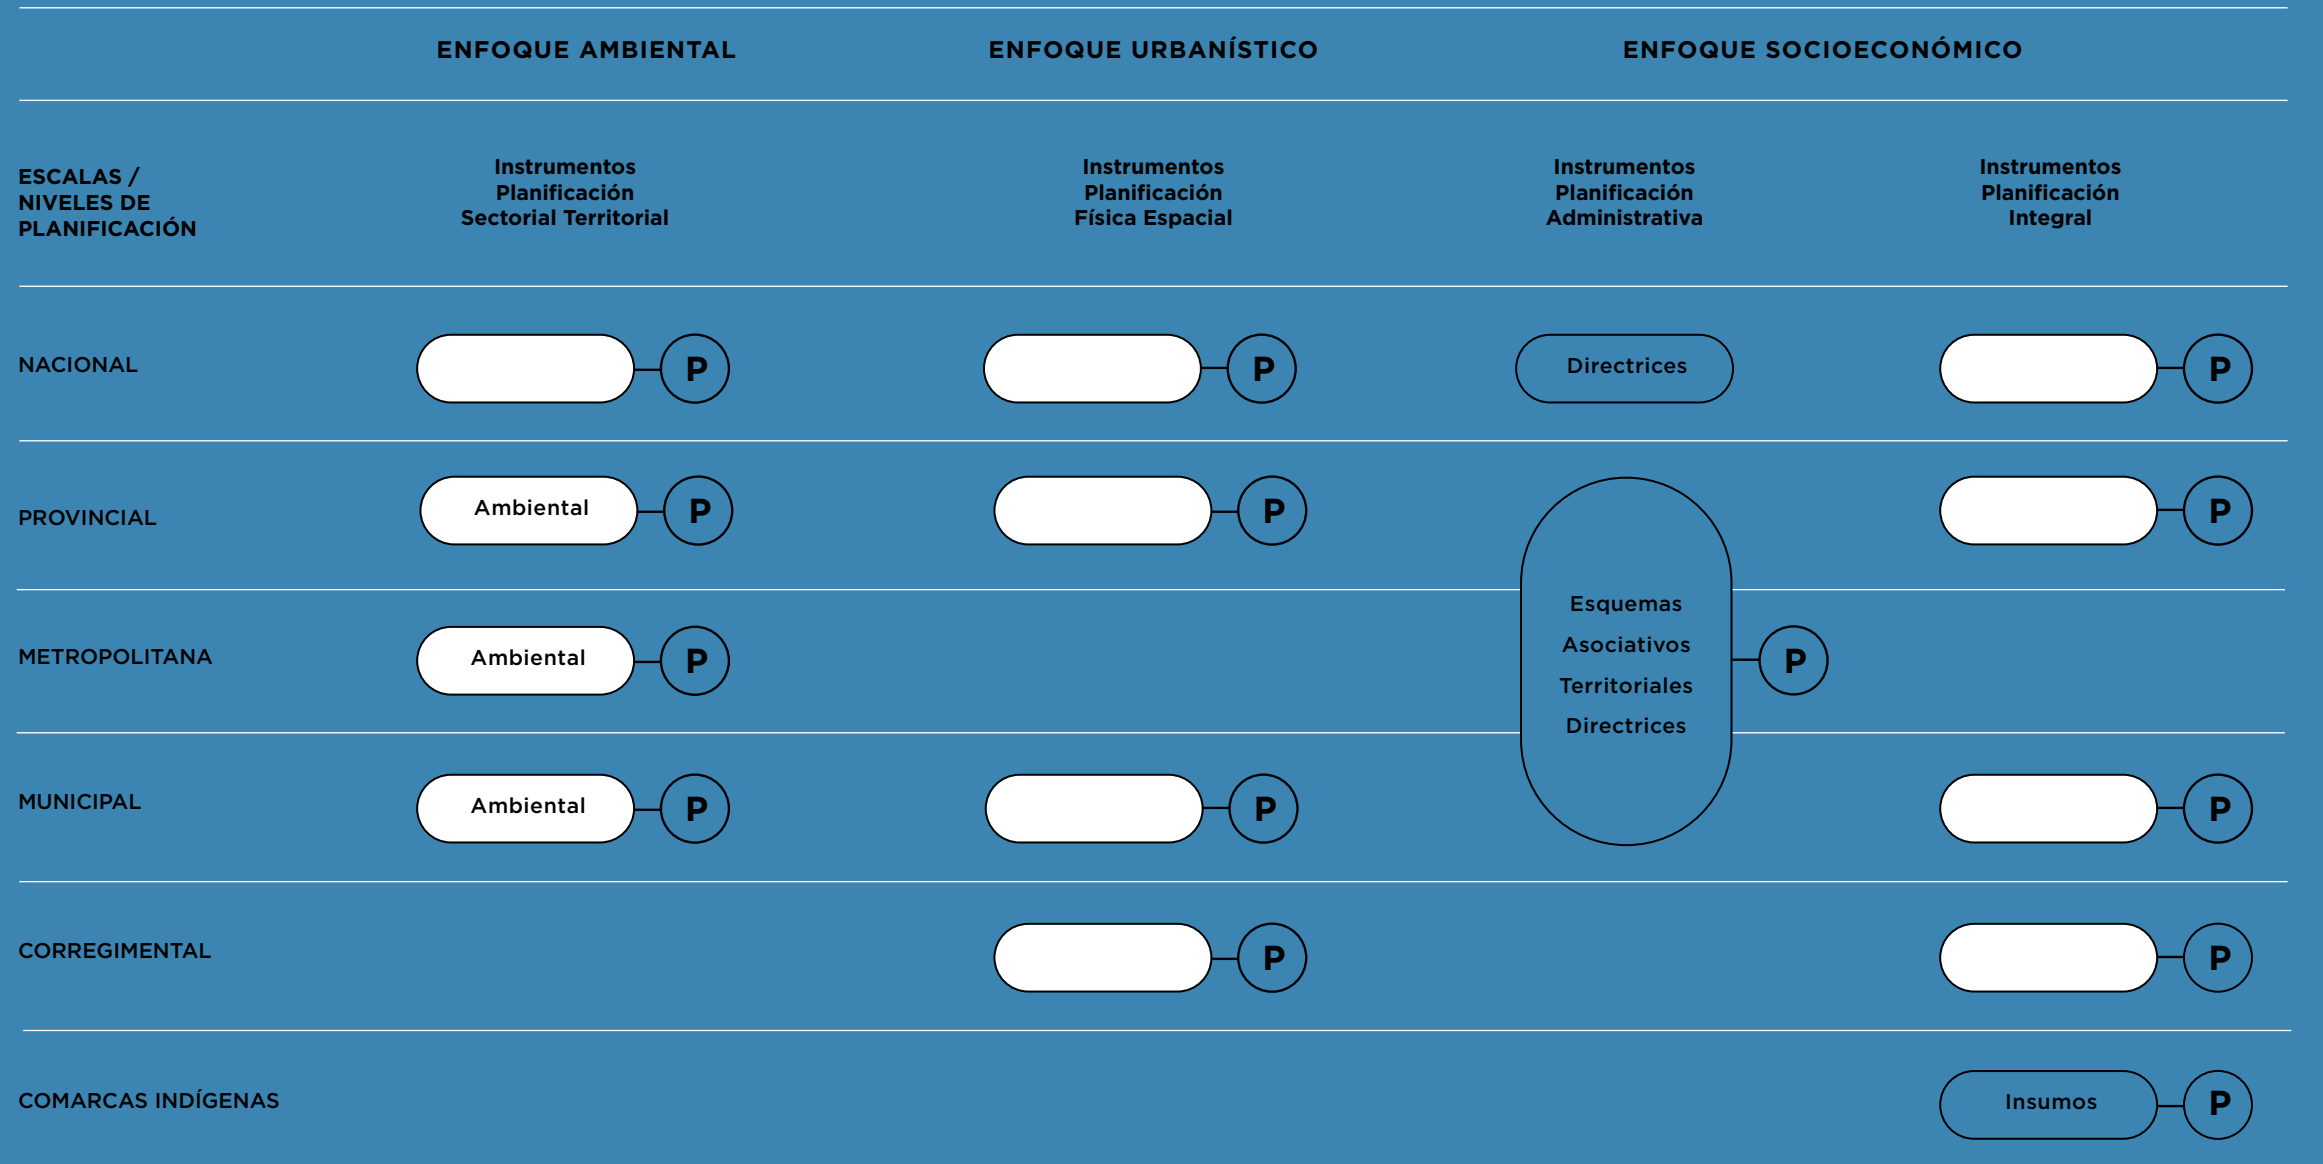 ENFOQUE AMBIENTAL
ENFOQUE URBANÍSTICO
ENFOQUE SOCIOECONÓMICO
ESCALAS /
NIVELES DE
PLANIFICACIÓN
Instrumentos
Planificación
Sectorial Territorial
Instrumentos
Planificación
Física Espacial
Instrumentos
Planificación
Administrativa
Instrumentos
Planificación
Integral
NACIONAL
P
P
Directrices
P
PROVINCIAL
Ambiental
P
P
P
METROPOLITANA
Ambiental
P
Esquemas
Asociativos
Territoriales
Directrices
P
MUNICIPAL
Ambiental
P
P
P
CORREGIMENTAL
P
P
COMARCAS INDÍGENAS
Insumos
P